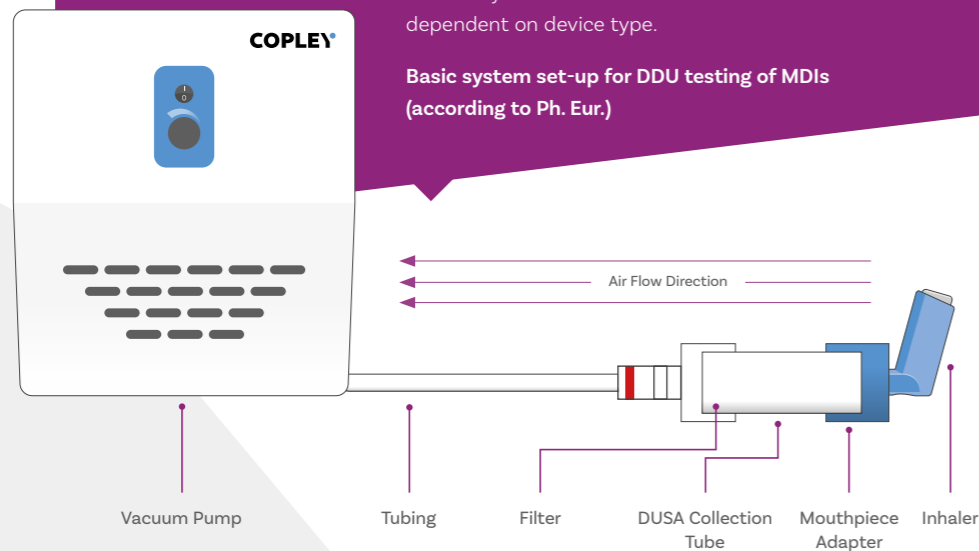 dependent on device type.
Basic system set-up for DDU testing of MDIs
(according to Ph. Eur.)
COPLEY
I
0
Air Flow Direction
Vacuum Pump
Tubing
Filter
DUSA Collection
Tube
Mouthpiece
Adapter
Inhaler